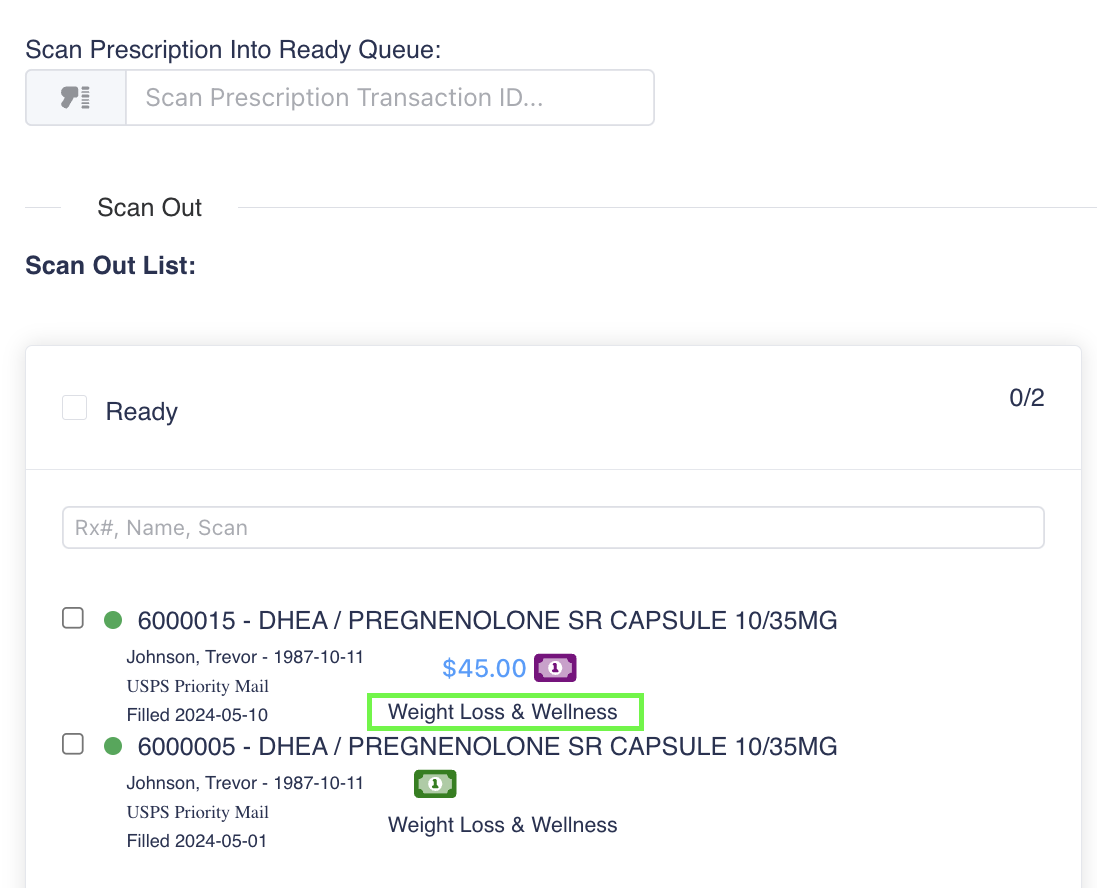 Scan Prescription Into Ready Queue:
Scan Prescription Transaction ID...
Scan Out
Scan Out List:
Ready
0/2
Rx#, Name, Scan
6000015 - DHEA / PREGNENOLONE SR CAPSULE 10/35MG
Johnson, Trevor - 1987-10-11
$45.00 1
USPS Priority Mail
Weight Loss & Wellness
Filled 2024-05-10
6000005 - DHEA / PREGNENOLONE SR CAPSULE 10/35MG
Johnson, Trevor - 1987-10-11
1
USPS Priority Mail
Weight Loss & Wellness
Filled 2024-05-01